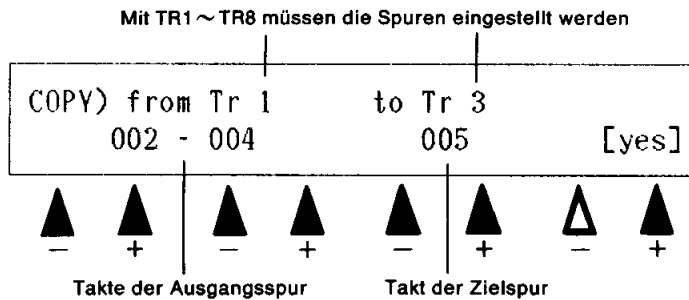 Mit TR1 ~ TR8 müssen die Spuren eingestellt werden
COPY) from Tr 1 to Tr 3
002 - 004 005 [yes]
- + - + - + - +
Takte der Ausgangsspur Takt der Zielspur